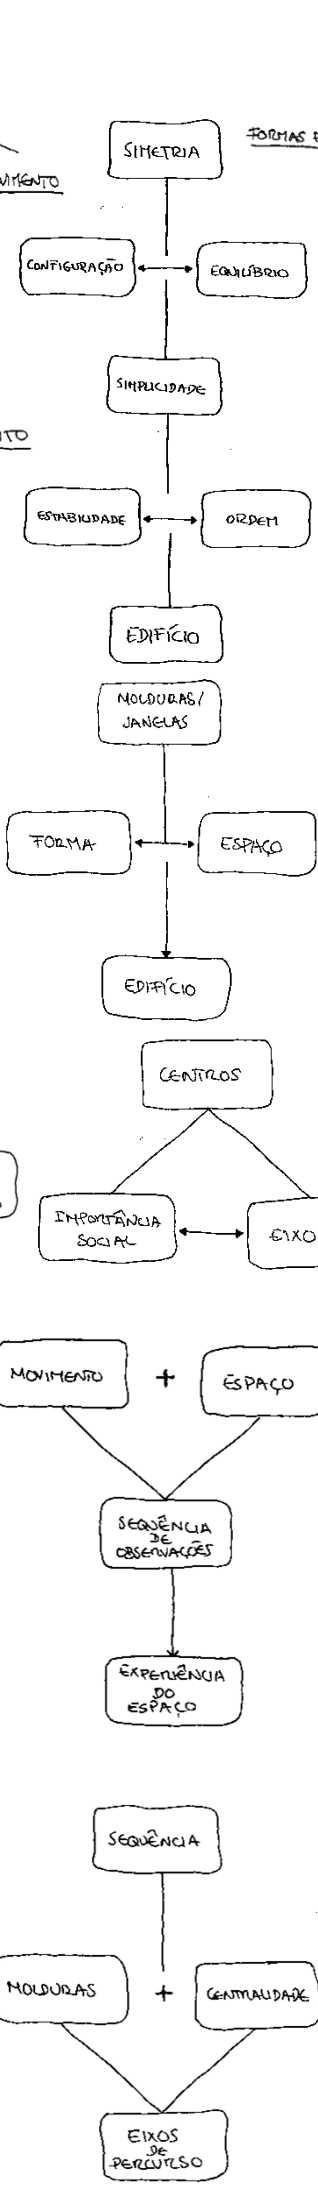 SIMETRIA
FORMAS
CONFIGURAÇÃO
EQUILÍBRIO
SIMPLICIDADE
ESTABILIDADE
ORDEM
EDIFÍCIO
MOLDURAS/
JANELAS
FORMA
ESPAÇO
EDIFÍCIO
CENTROS
IMPORTÂNCIA
SOCIAL
EIXO
MOVIMENTO
+
ESPAÇO
SEQUÊNCIA
DE
OBSERVAÇÕES
EXPERIÊNCIA
DO
ESPAÇO
SEQUÊNCIA
MOLDURAS
+
CENTRALIDADE
EIXOS
DE
PERCURSO